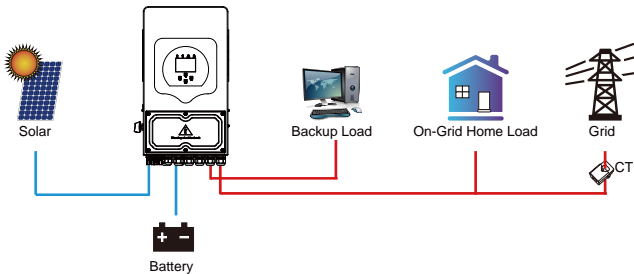 Solar
Backup Load
On-Grid Home Load
Grid
CT
Battery